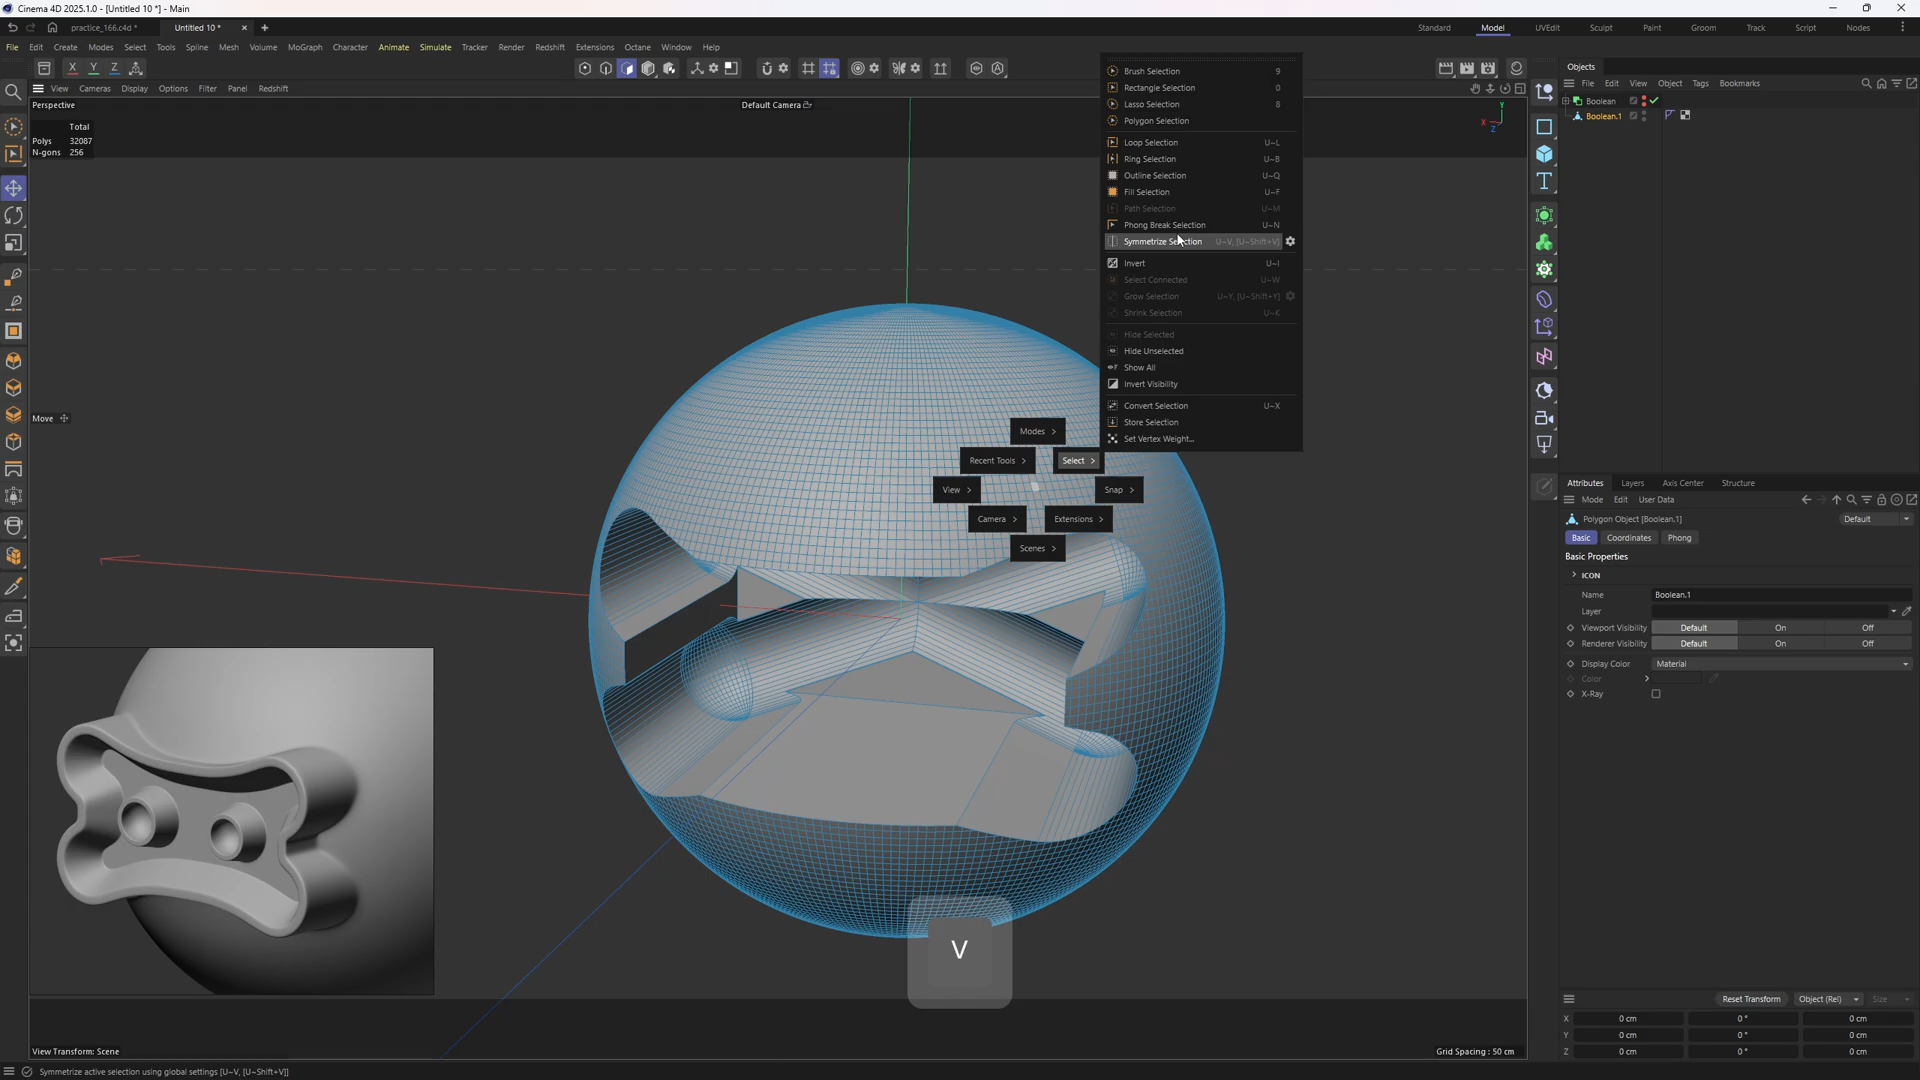 Cinema 4D 2025.1.0 - [Untitled 10 *] - Main
practice_166.c4d *
Untitled 10 *
Standard
Model
UVEdit
Sculpt
Paint
Groom
Track
Script
Nodes
File Edit Create Modes Select Tools Spline Mesh Volume MoGraph Character Animate Simulate Tracker Render Redshift Extensions Octane Window Help
X Y Z
View Cameras Display Options Filter Panel Redshift
Perspective
Default Camera
Total
Polys 32087
N-gons 256
Move
Y
X
Z
Brush Selection 9
Rectangle Selection 0
Lasso Selection 8
Polygon Selection
Loop Selection U~L
Ring Selection U~B
Outline Selection U~Q
Fill Selection U~F
Path Selection U~M
Phong Break Selection U~N
Symmetrize Selection U~V, [U~Shift+V]
Invert U~I
Select Connected U~W
Grow Selection U~Y, [U~Shift+Y]
Shrink Selection U~K
Hide Selected
Hide Unselected
Show All
Invert Visibility
Convert Selection U~X
Store Selection
Set Vertex Weight...
Modes >
Recent Tools >
Select >
View >
Snap >
Camera >
Extensions >
Scenes >
V
View Transform: Scene
Grid Spacing : 50 cm
Symmetrize active selection using global settings [U~V, [U~Shift+V]]
Objects
File Edit View Object Tags Bookmarks
Boolean
Boolean.1
Attributes Layers Axis Center Structure
Mode Edit User Data
Polygon Object [Boolean.1]
Default
Basic Coordinates Phong
Basic Properties
> ICON
Name Boolean.1
Layer
Viewport Visibility Default On Off
Renderer Visibility Default On Off
Display Color Material
Color
X-Ray
Reset Transform Object (Rel) Size
X 0 cm 0 ° 0 cm
Y 0 cm 0 ° 0 cm
Z 0 cm 0 ° 0 cm